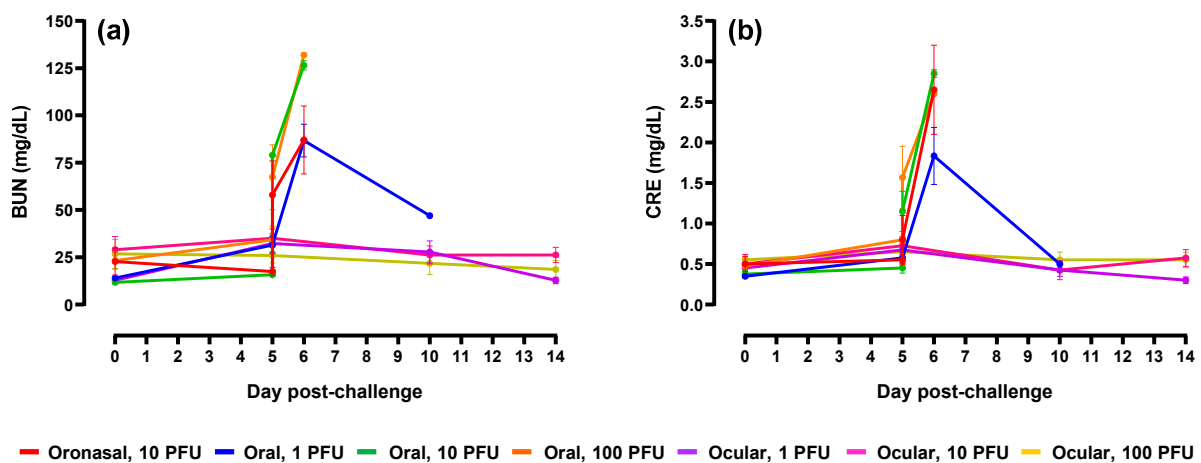 (a)
BUN (mg/dL)
150
125
100
75
50
25
0
0 1 2 3 4 5 6 7 8 9 10 11 12 13 14
Day post-challenge
(b)
CRE (mg/dL)
3.5
3.0
2.5
2.0
1.5
1.0
0.5
0.0
0 1 2 3 4 5 6 7 8 9 10 11 12 13 14
Day post-challenge
Oronasal, 10 PFU Oral, 1 PFU Oral, 10 PFU Oral, 100 PFU Ocular, 1 PFU Ocular, 10 PFU Ocular, 100 PFU